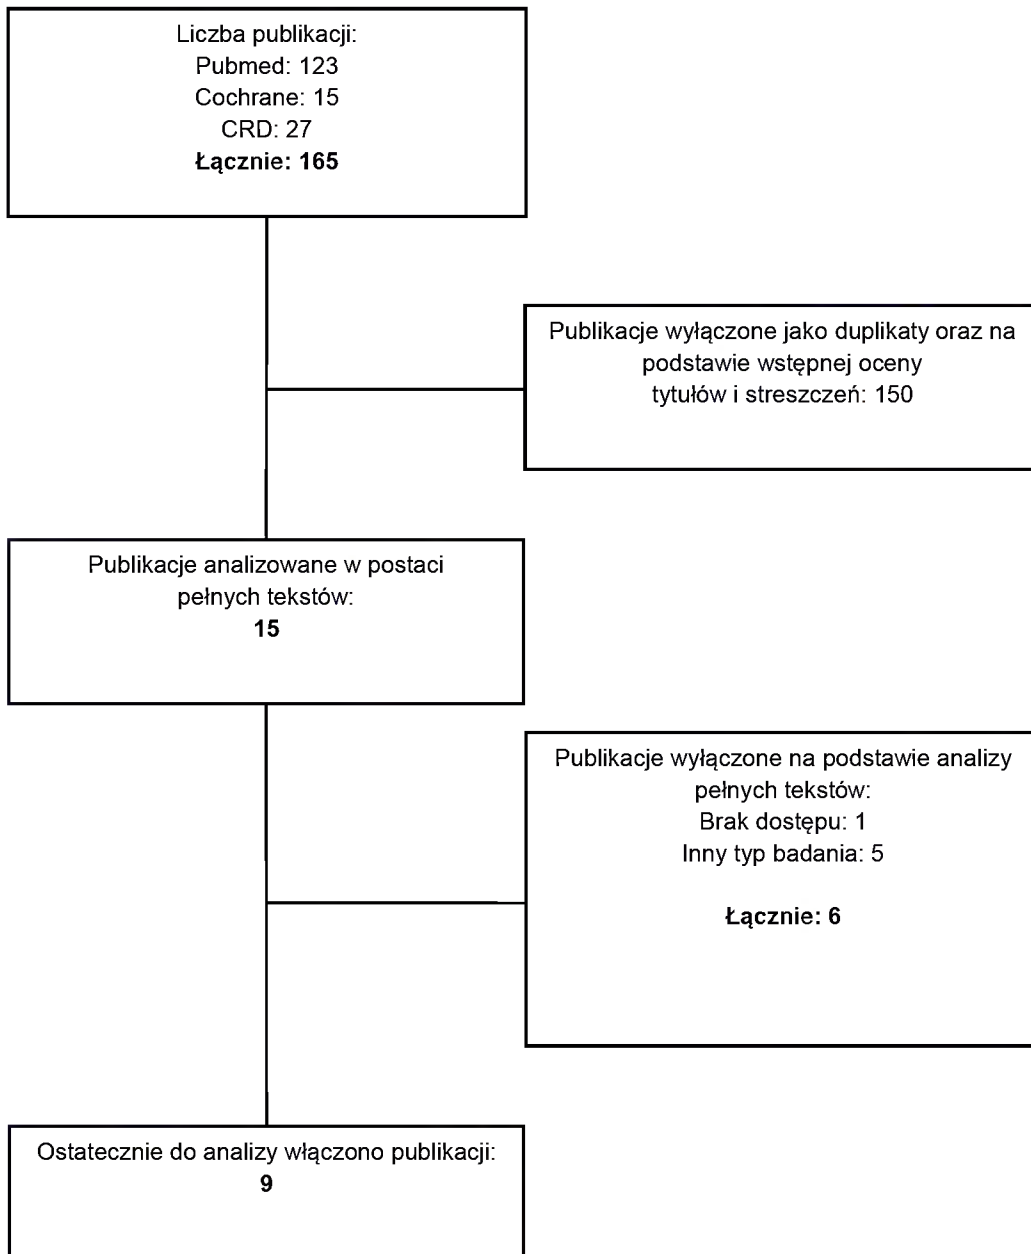 Liczba publikacji:
Pubmed: 123
Cochrane: 15
CRD: 27
Łącznie: 165
Publikacje wyłączone jako duplikaty oraz na
podstawie wstępnej oceny
tytułów i streszczeń: 150
Publikacje analizowane w postaci
pełnych tekstów:
15
Publikacje wyłączone na podstawie analizy
pełnych tekstów:
Brak dostępu: 1
Inny typ badania: 5
Łącznie: 6
Ostatecznie do analizy włączono publikacji:
9